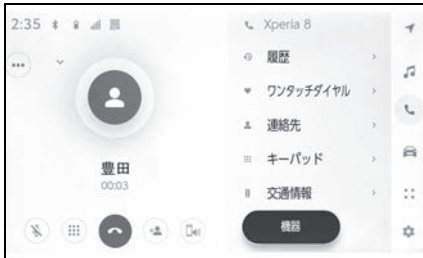 2:35
Xperia 8
履歴
ワンタッチダイヤル
連絡先
キーパッド
交通情報
機器
豊田
00:03